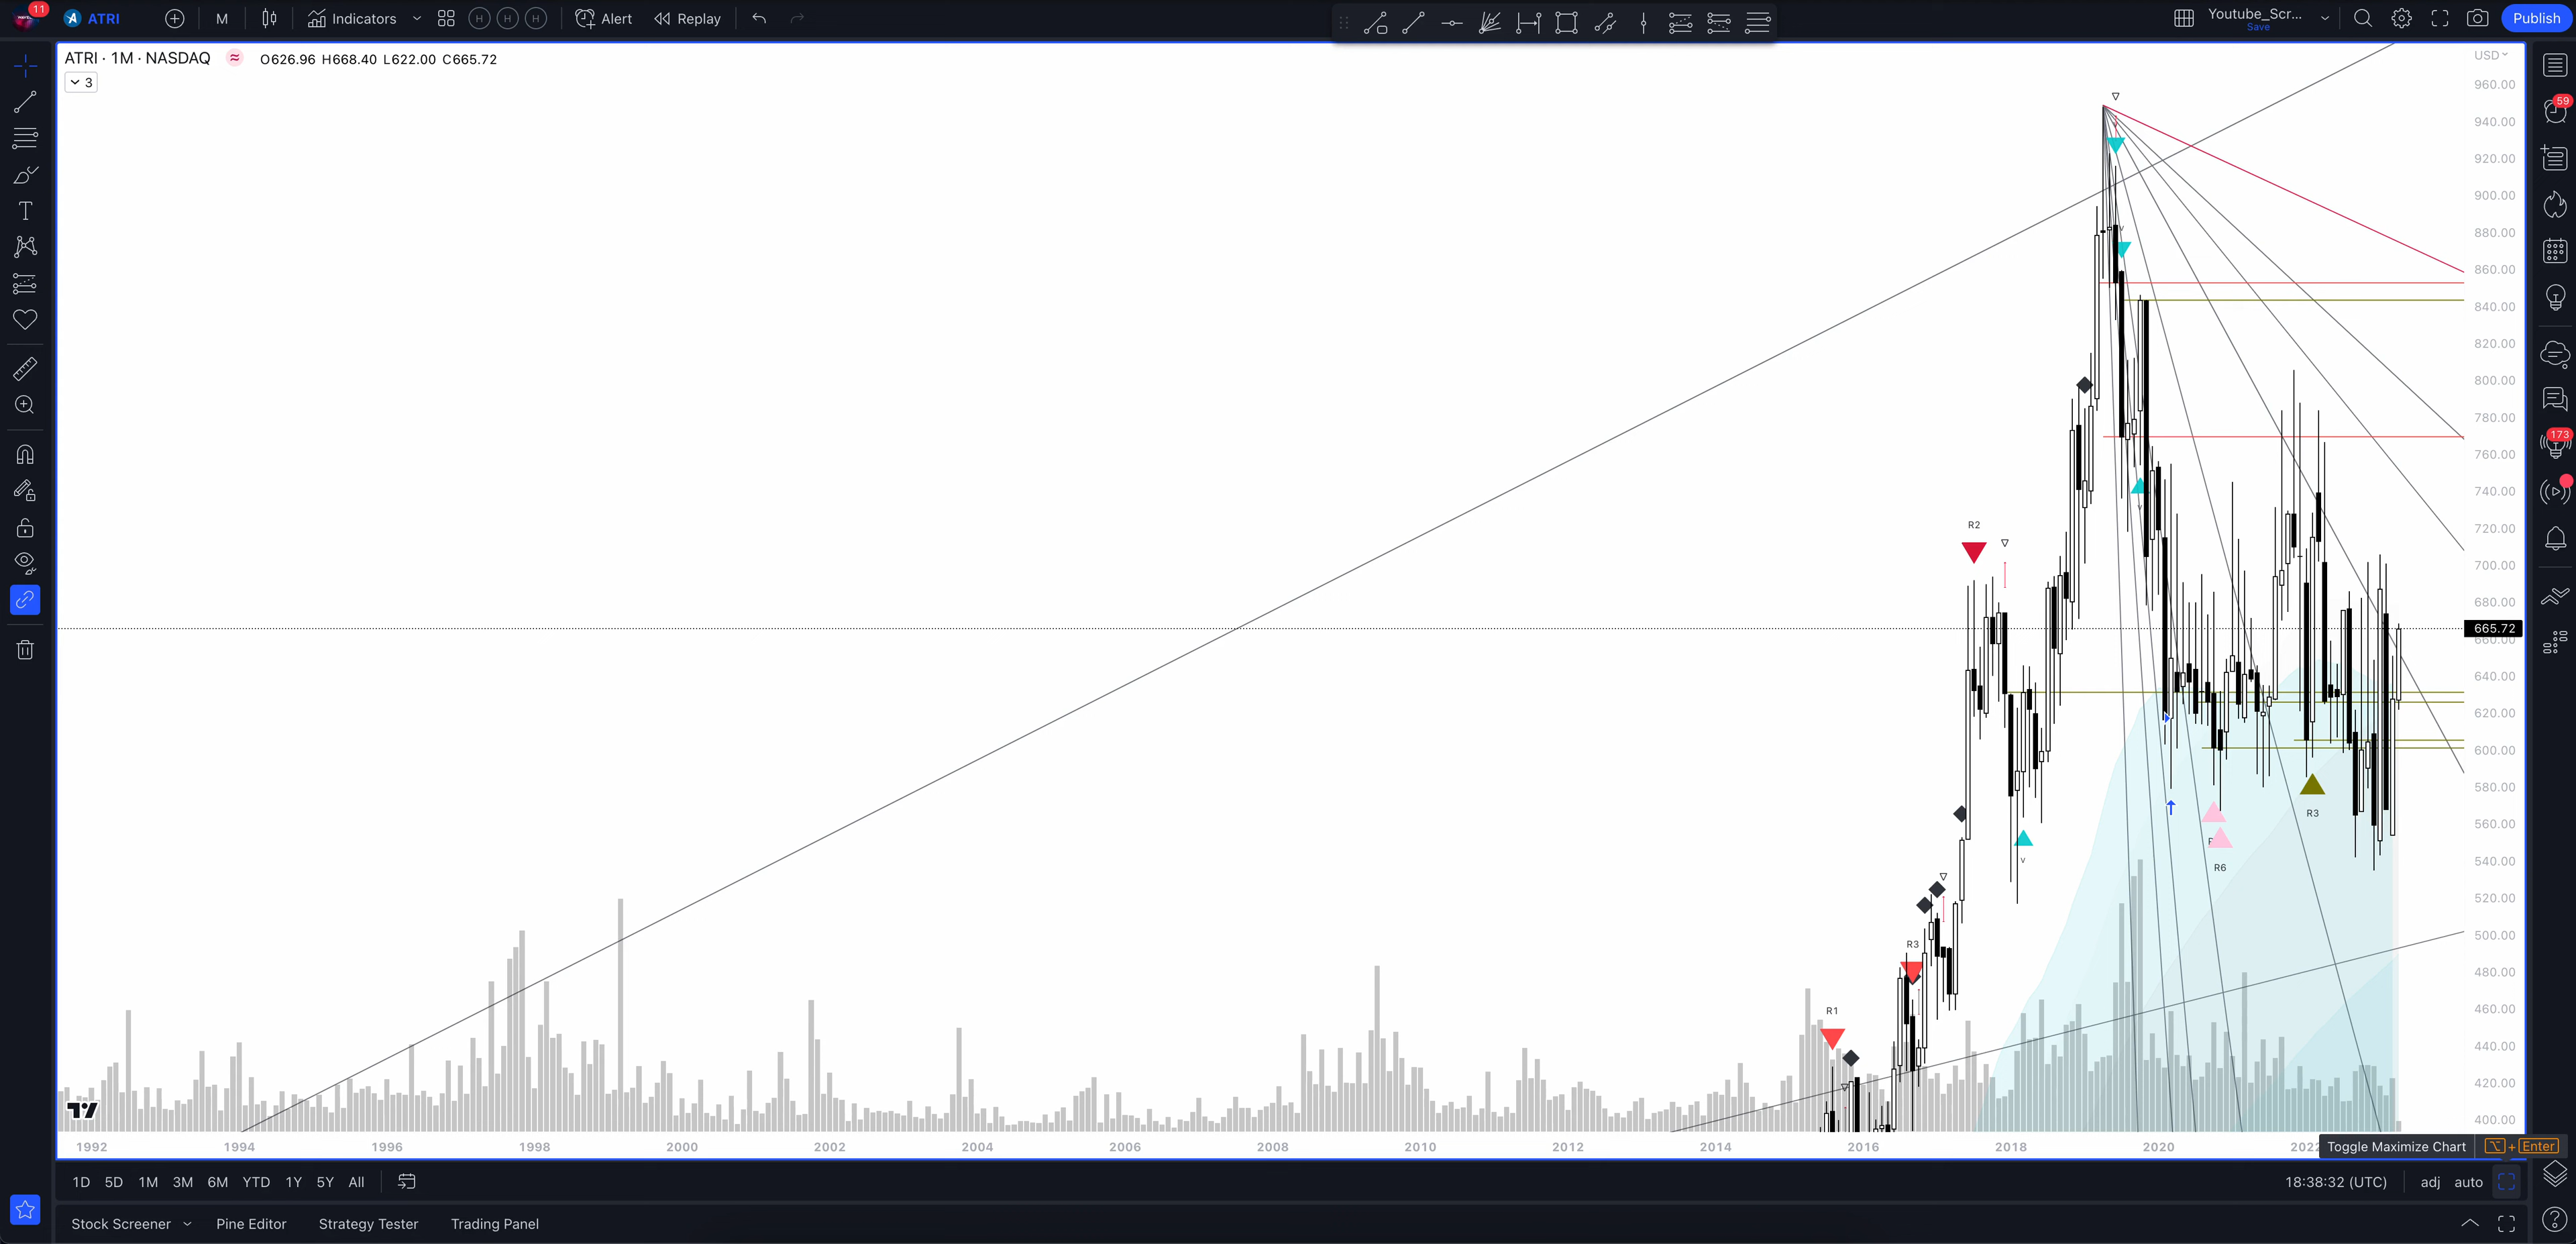 11
ATRI
M
Indicators
H H H
Alert
Replay
Youtube_Scr...
Save
Publish
ATRI · 1M · NASDAQ
O626.96 H668.40 L622.00 C665.72
3
USD
960.00
940.00
920.00
900.00
880.00
860.00
840.00
820.00
800.00
780.00
760.00
740.00
720.00
700.00
680.00
665.72
660.00
640.00
620.00
600.00
580.00
560.00
540.00
520.00
500.00
480.00
460.00
440.00
420.00
400.00
R2
R3
R6
R3
R1
v
v
59
173
1992 1994 1996 1998 2000 2002 2004 2006 2008 2010 2012 2014 2016 2018 2020
Toggle Maximize Chart ⌥ + Enter
1D 5D 1M 3M 6M YTD 1Y 5Y All
18:38:32 (UTC)
adj auto
Stock Screener
Pine Editor
Strategy Tester
Trading Panel